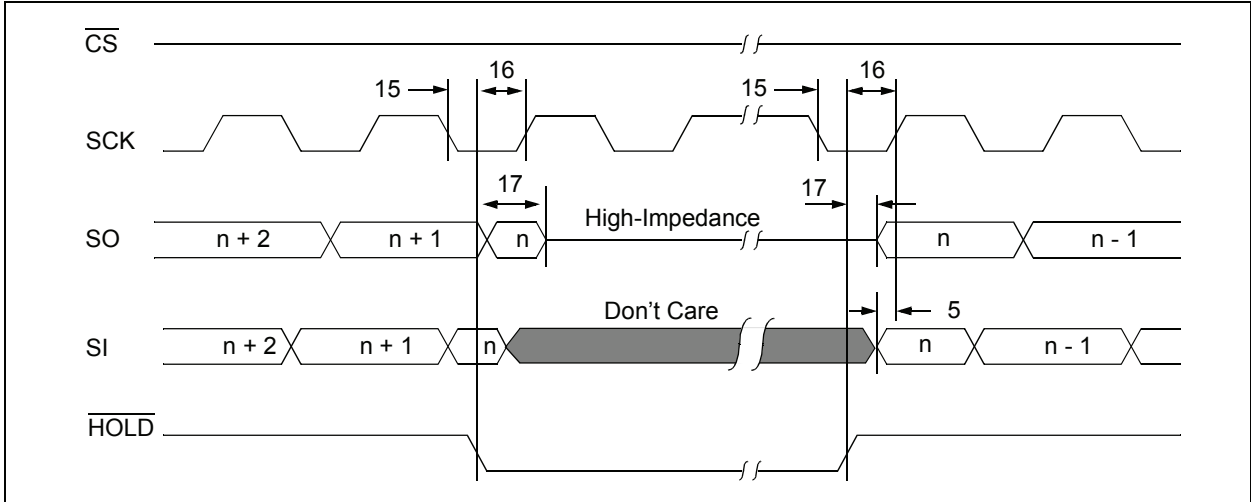 CS
15
16
15
16
SCK
17
17
SO
n + 2
n + 1
n
High-Impedance
n
n - 1
Don't Care
5
SI
n + 2
n + 1
n
n
n - 1
HOLD